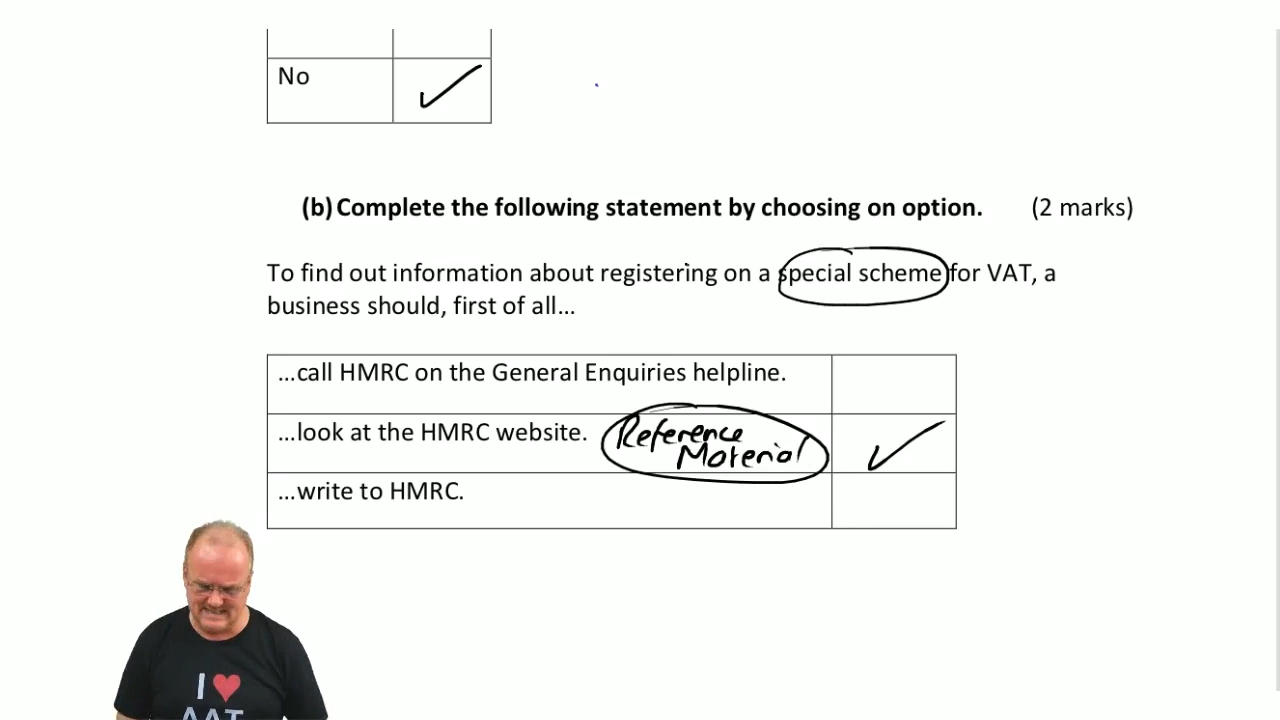 No
(b) Complete the following statement by choosing on option. (2 marks)
To find out information about registering on a special scheme for VAT, a
business should, first of all…
…call HMRC on the General Enquiries helpline.
…look at the HMRC website. Reference
Material
…write to HMRC.
I ❤
AAT